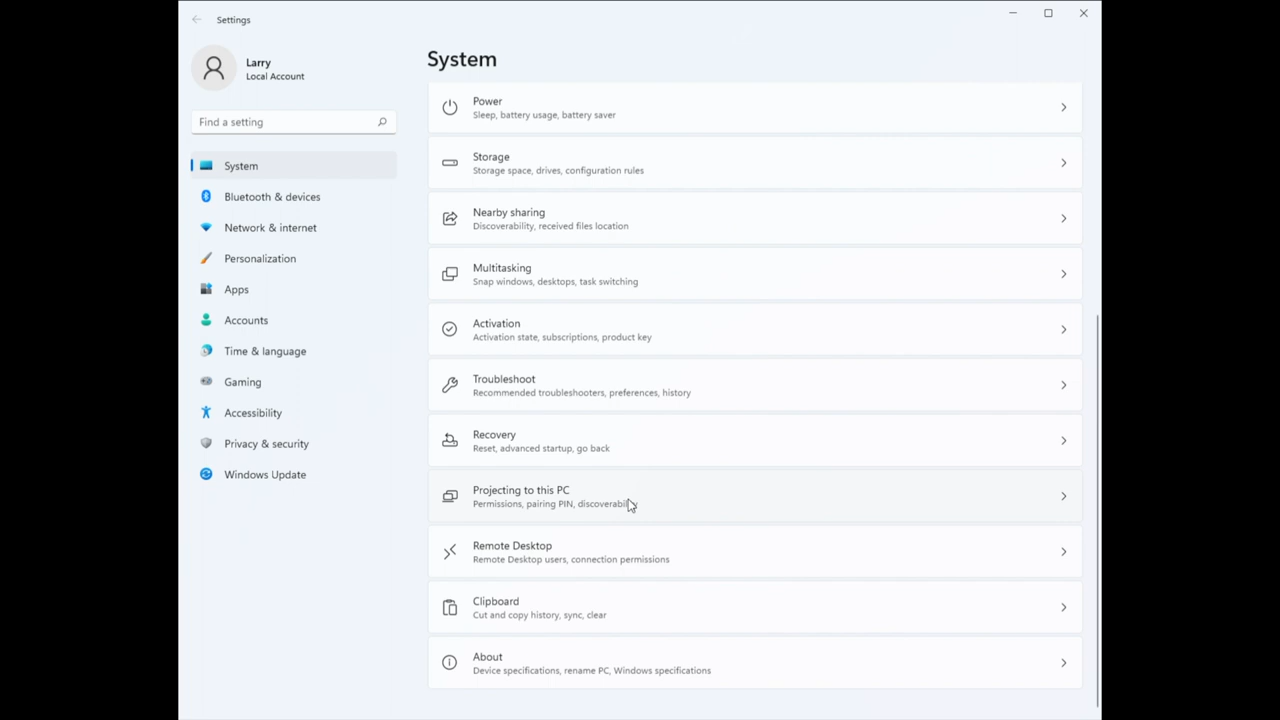 Settings
Larry
Local Account
Find a setting
System
Bluetooth & devices
Network & internet
Personalization
Apps
Accounts
Time & language
Gaming
Accessibility
Privacy & security
Windows Update
System
Power
Sleep, battery usage, battery saver
Storage
Storage space, drives, configuration rules
Nearby sharing
Discoverability, received files location
Multitasking
Snap windows, desktops, task switching
Activation
Activation state, subscriptions, product key
Troubleshoot
Recommended troubleshooters, preferences, history
Recovery
Reset, advanced startup, go back
Projecting to this PC
Permissions, pairing PIN, discoverability
Remote Desktop
Remote Desktop users, connection permissions
Clipboard
Cut and copy history, sync, clear
About
Device specifications, rename PC, Windows specifications